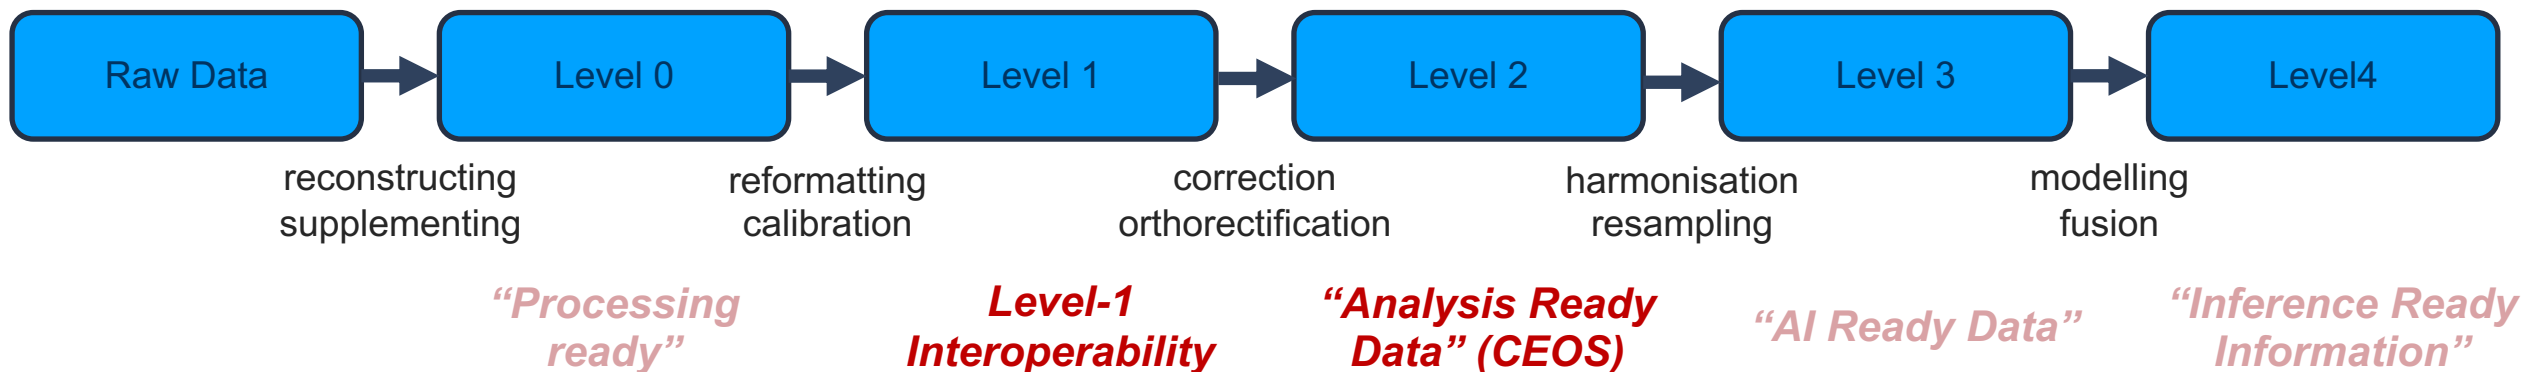 Raw Data
Level 0
Level 1
Level 2
Level 3
Level4
reconstructing
supplementing
reformatting
calibration
correction
orthorectification
harmonisation
resampling
modelling
fusion
“Processing
ready”
Level-1
Interoperability
“Analysis Ready
Data” (CEOS)
“AI Ready Data”
“Inference Ready
Information”